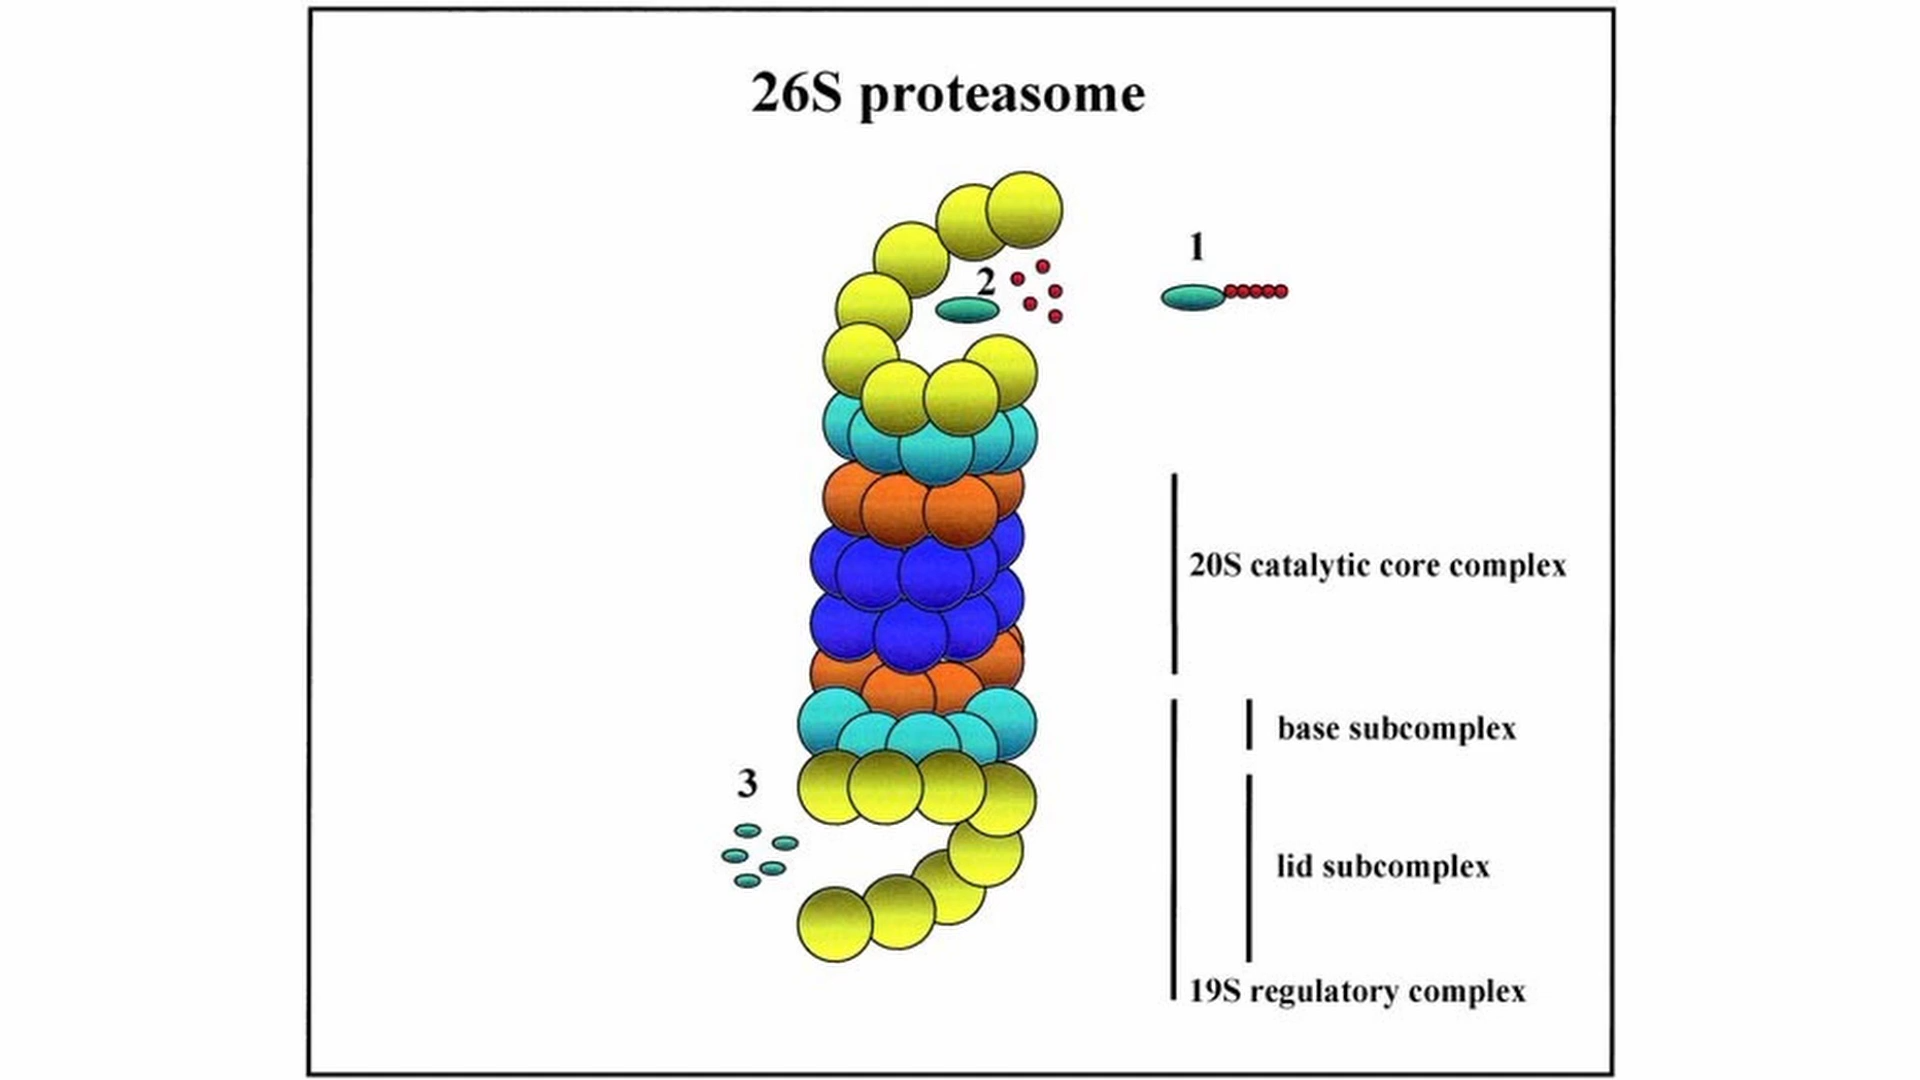 26S proteasome
1
2
20S catalytic core complex
base subcomplex
3
lid subcomplex
19S regulatory complex